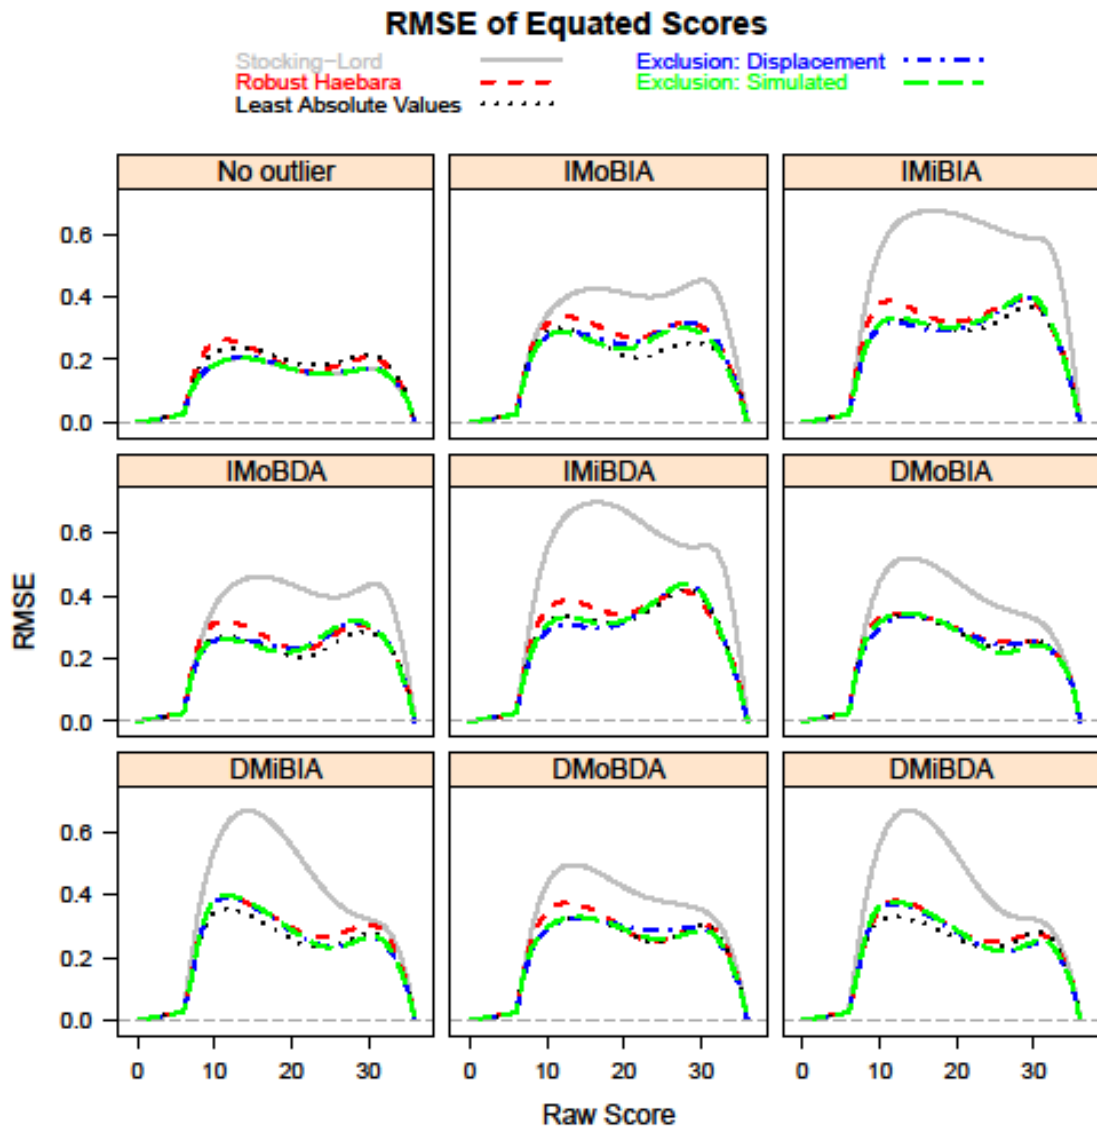 RMSE of Equated Scores
Stocking-Lord Exclusion: Displacement
Robust Haebara Exclusion: Simulated
Least Absolute Values
No outlier IMoBIA IMiBIA
0.6
0.4
0.2
0.0
IMoBDA IMiBDA DMoBIA
0.6
0.4
0.2
0.0
RMSE
DMiBIA DMoBDA DMiBDA
0.6
0.4
0.2
0.0
0 10 20 30 0 10 20 30 0 10 20 30
Raw Score